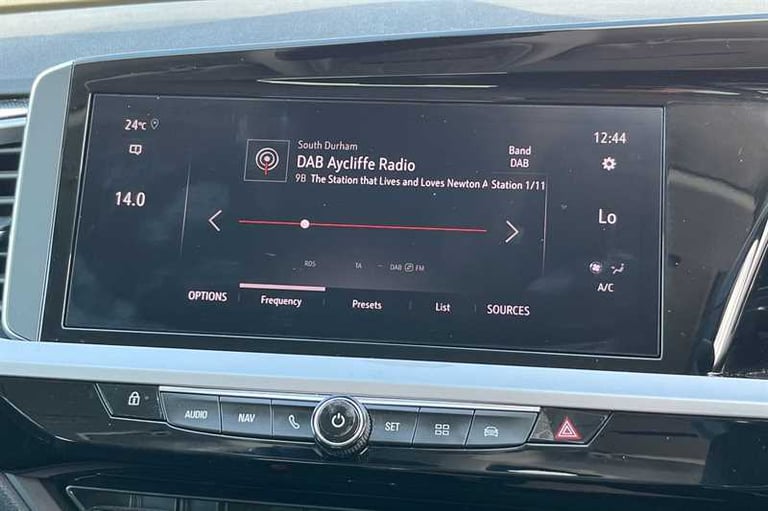 24°C
12:44
South Durham
DAB Aycliffe Radio
9B The Station that Lives and Loves Newton A
Band
DAB
Station 1/11
14.0
Lo
A/C
RDS TA DAB FM
OPTIONS Frequency Presets List SOURCES
AUDIO NAV SET